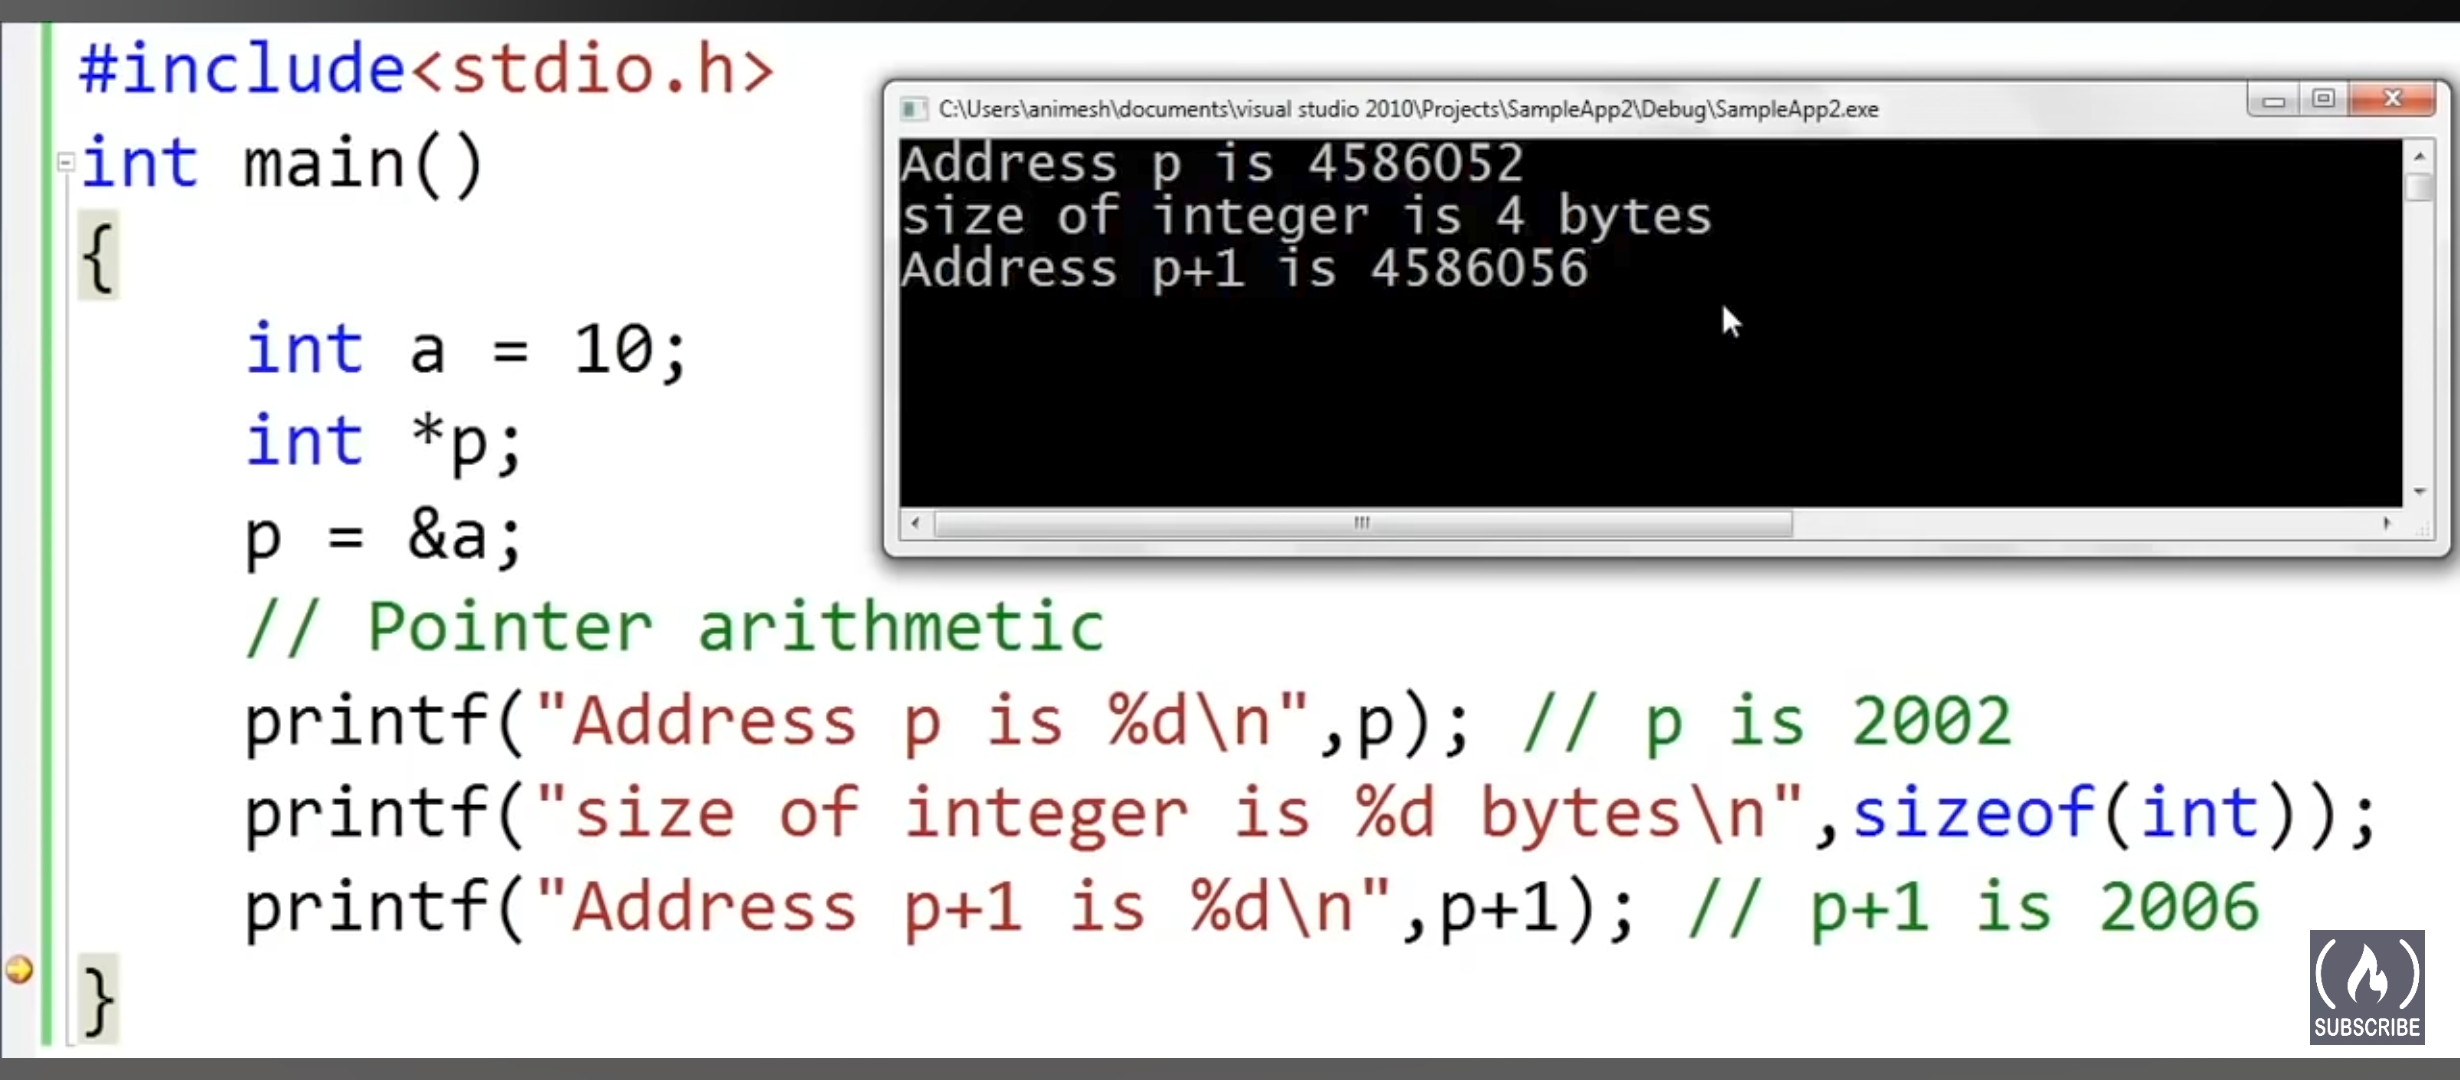 #include<stdio.h>
int main()
{
int a = 10;
int *p;
p = &a;
// Pointer arithmetic
printf("Address p is %d\n",p); // p is 2002
printf("size of integer is %d bytes\n",sizeof(int));
printf("Address p+1 is %d\n",p+1); // p+1 is 2006
}
C:\Users\animesh\documents\visual studio 2010\Projects\SampleApp2\Debug\SampleApp2.exe
Address p is 4586052
size of integer is 4 bytes
Address p+1 is 4586056
SUBSCRIBE